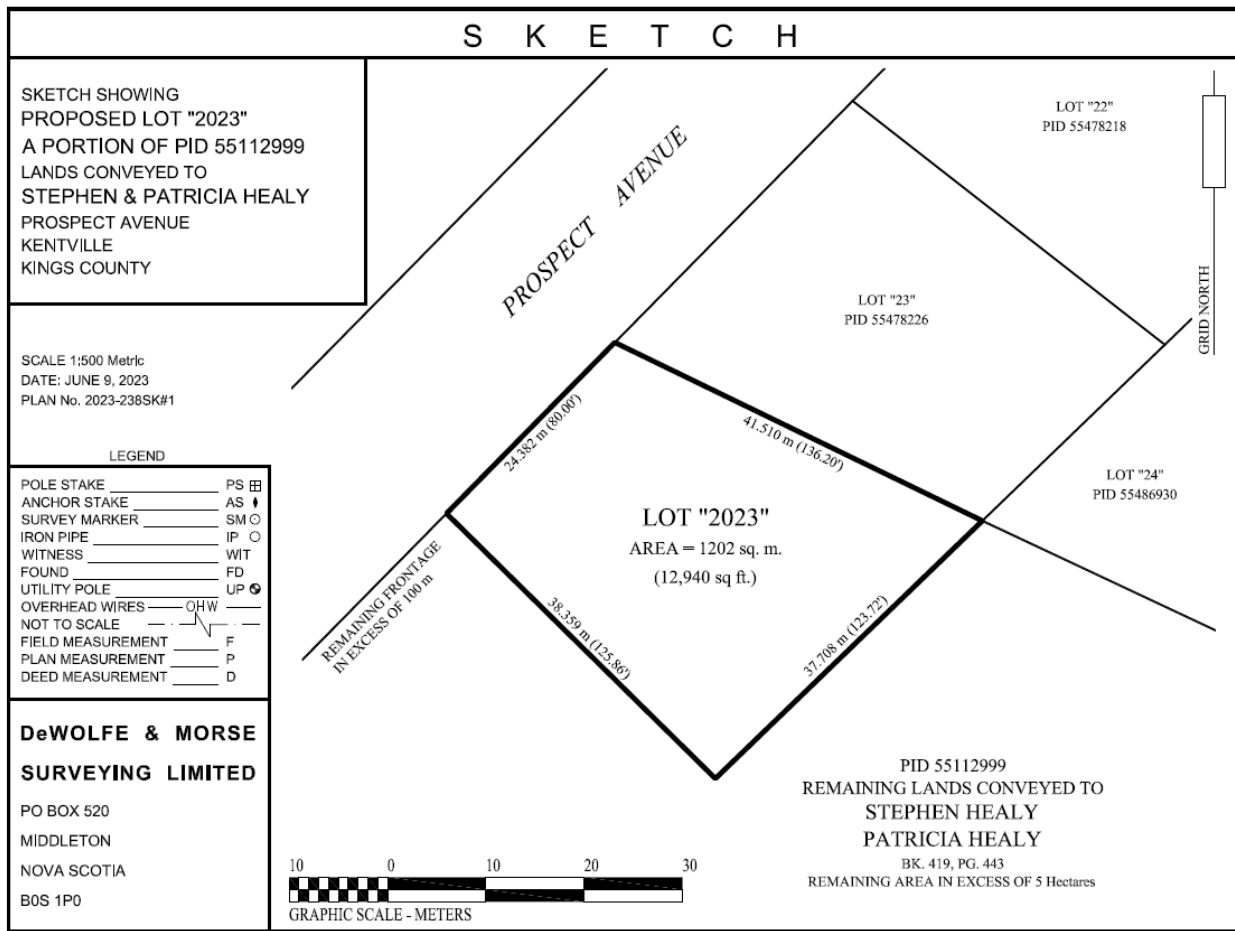 S K E T C H
SKETCH SHOWING
PROPOSED LOT "2023"
A PORTION OF PID 55112999
LANDS CONVEYED TO
STEPHEN & PATRICIA HEALY
PROSPECT AVENUE
KENTVILLE
KINGS COUNTY
SCALE 1:500 Metric
DATE: JUNE 9, 2023
PLAN No. 2023-238SK#1
LEGEND
POLE STAKE PS
ANCHOR STAKE AS
SURVEY MARKER SM
IRON PIPE IP
WITNESS WIT
FOUND FD
UTILITY POLE UP
OVERHEAD WIRES OHW
NOT TO SCALE
FIELD MEASUREMENT F
PLAN MEASUREMENT P
DEED MEASUREMENT D
DeWOLFE & MORSE
SURVEYING LIMITED
PO BOX 520
MIDDLETON
NOVA SCOTIA
B0S 1P0
PROSPECT AVENUE
LOT "22"
PID 55478218
GRID NORTH
LOT "23"
PID 55478226
LOT "24"
PID 55486930
24.382 m (80.00')
41.510 m (136.20')
LOT "2023"
AREA = 1202 sq. m.
(12,940 sq ft.)
REMAINING FRONTAGE
IN EXCESS OF 100 m
38.359 m (125.86')
37.708 m (123.72')
PID 55112999
REMAINING LANDS CONVEYED TO
STEPHEN HEALY
PATRICIA HEALY
BK. 419, PG. 443
REMAINING AREA IN EXCESS OF 5 Hectares
10 0 10 20 30
GRAPHIC SCALE - METERS